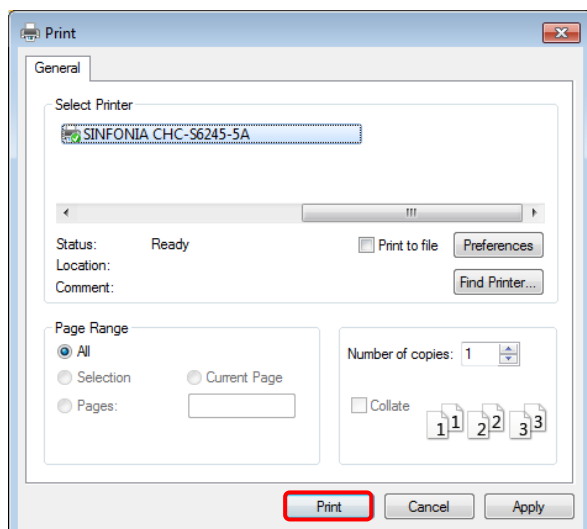 Print
General
Select Printer
SINFONIA CHC-S6245-5A
Status: Ready Print to file Preferences
Location:
Comment: Find Printer...
Page Range
All
Number of copies: 1
Selection Current Page
Pages:
Collate
1 1 2 2 3 3
Print Cancel Apply